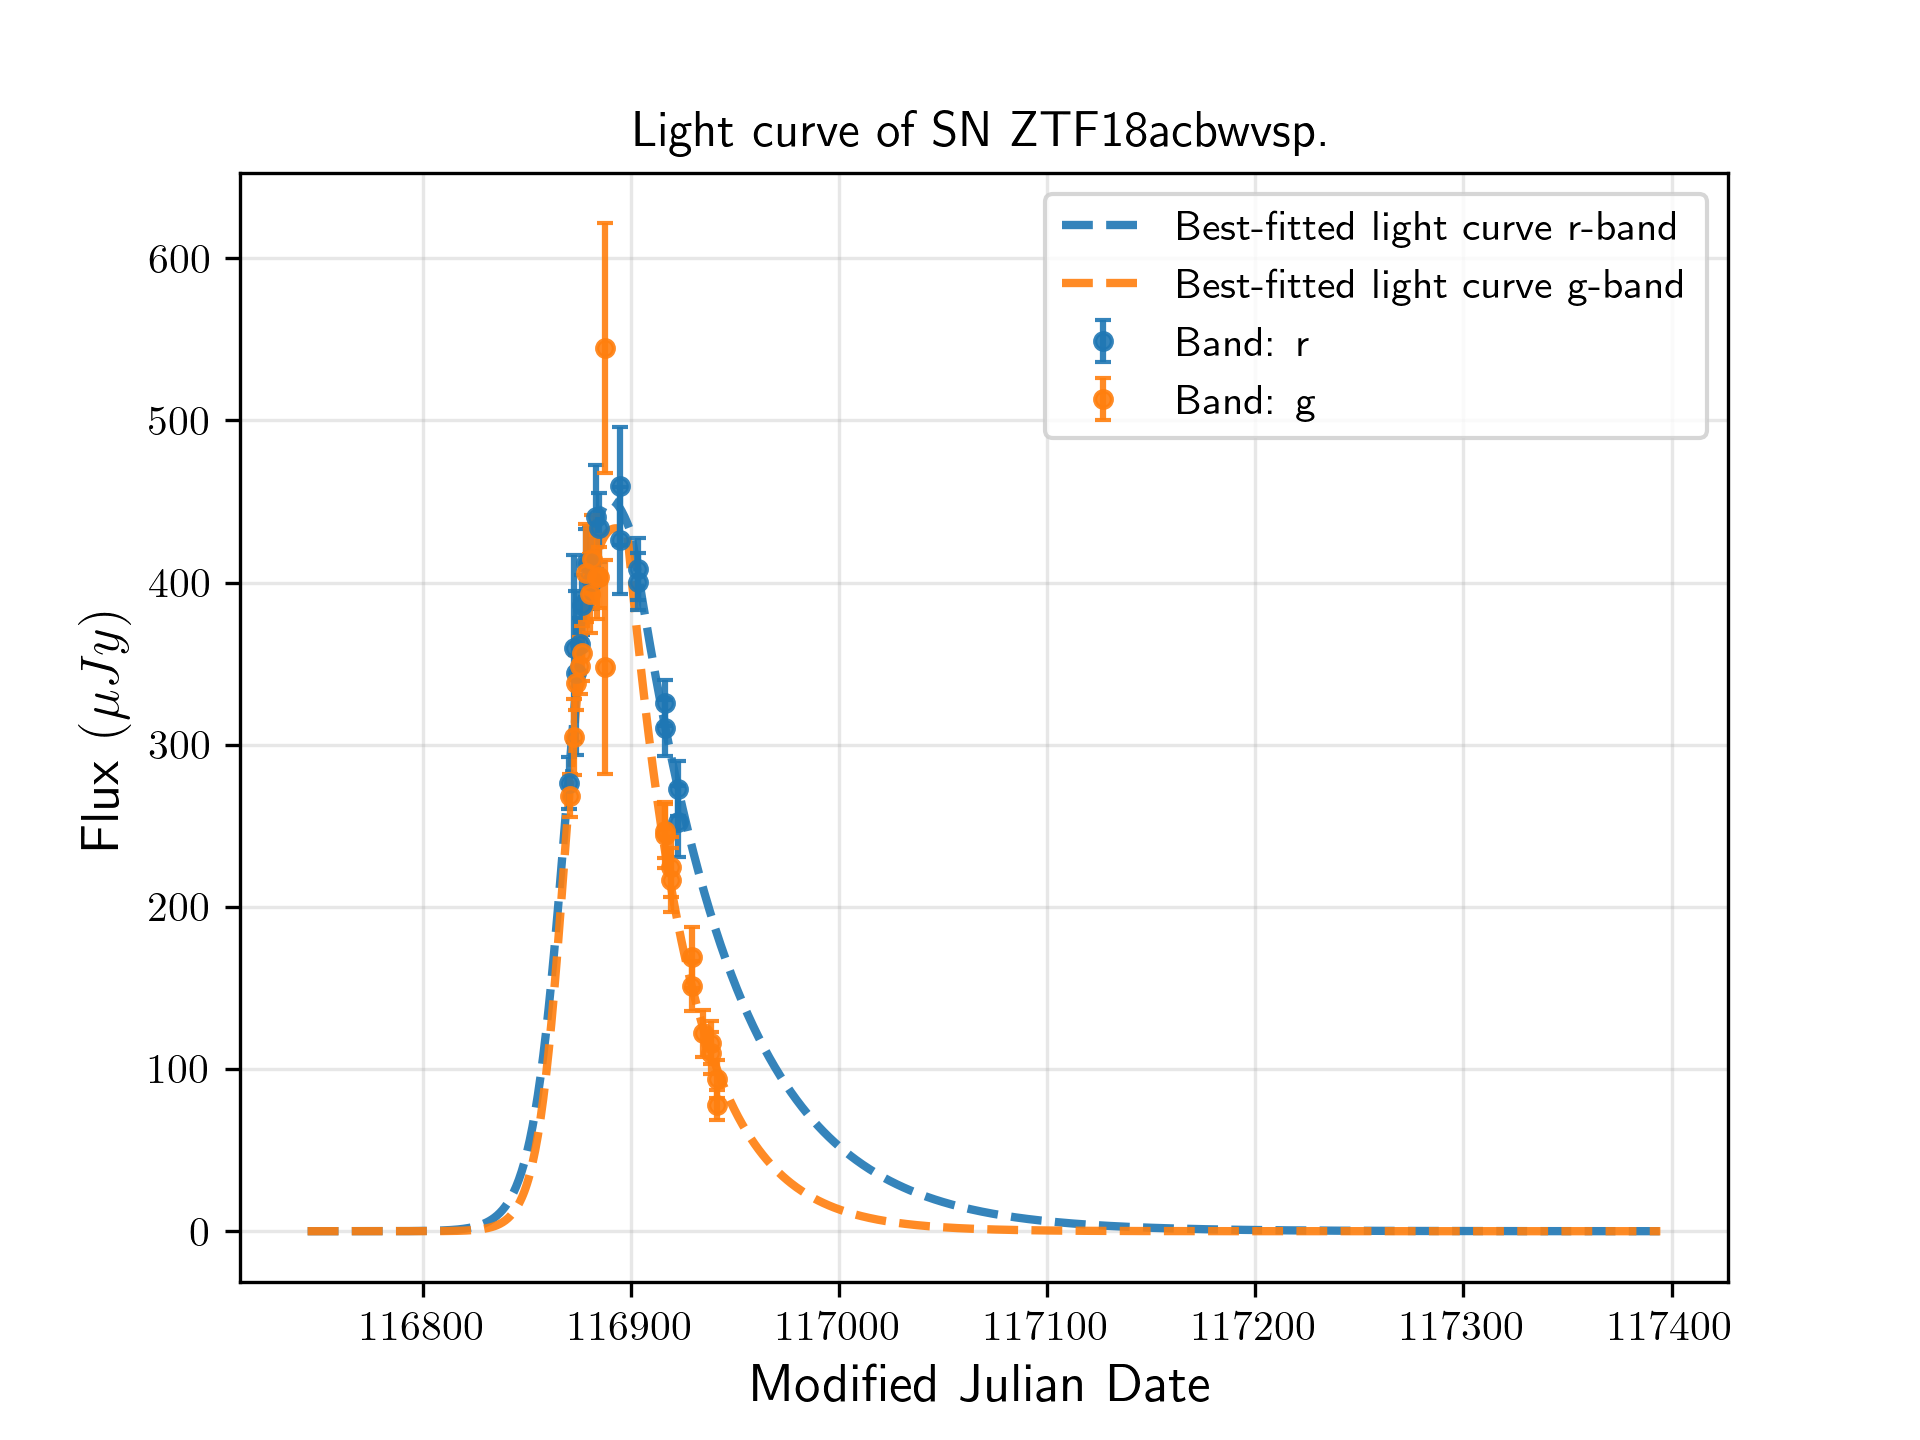 Light curve of SN ZTF18acbwvsp.
Best-fitted light curve r-band
Best-fitted light curve g-band
Band: r
Band: g
600
500
400
300
200
100
0
Flux (μJy)
116800 116900 117000 117100 117200 117300 117400
Modified Julian Date